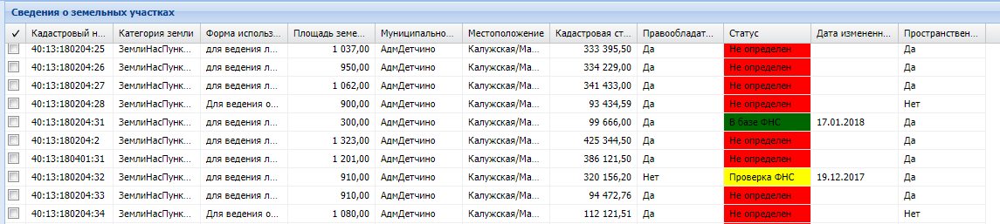 Сведения о земельных участках
Кадастровый н... Категория земли Форма использ... Площадь земе... Муниципально... Местоположение Кадастровая ст... Правообладат... Статус Дата измененн... Пространствен...
40:13:180204:25 ЗемлиНасПунк... для ведения л... 1 037,00 АдмДетчино Калужская/Ма... 333 395,50 Да Не определен Да
40:13:180204:26 ЗемлиНасПунк... для ведения л... 950,00 АдмДетчино Калужская/Ма... 334 229,00 Да Не определен Да
40:13:180204:27 ЗемлиНасПунк... для ведения л... 1 062,00 АдмДетчино Калужская/Ма... 341 433,00 Да Не определен Да
40:13:180204:28 ЗемлиНасПунк... Для ведения о... 900,00 АдмДетчино Калужская/Ма... 93 434,59 Да Не определен Нет
40:13:180204:31 ЗемлиНасПунк... для ведения л... 300,00 АдмДетчино Калужская/Ма... 99 666,00 Да В базе ФНС 17.01.2018 Да
40:13:180204:2 ЗемлиНасПунк... для ведения л... 1 323,00 АдмДетчино Калужская/Ма... 425 344,50 Да Не определен Да
40:13:180401:31 ЗемлиНасПунк... для ведения л... 1 201,00 АдмДетчино Калужская/Ма... 386 121,50 Да Не определен Да
40:13:180204:32 ЗемлиНасПунк... для ведения л... 910,00 АдмДетчино Калужская/Ма... 320 156,20 Нет Проверка ФНС 19.12.2017 Да
40:13:180204:33 ЗемлиНасПунк... для ведения л... 910,00 АдмДетчино Калужская/Ма... 94 472,76 Да Не определен Да
40:13:180204:34 ЗемлиНасПунк... Для ведения о... 1 080,00 АдмДетчино Калужская/Ма... 112 121,51 Да Не определен Нет